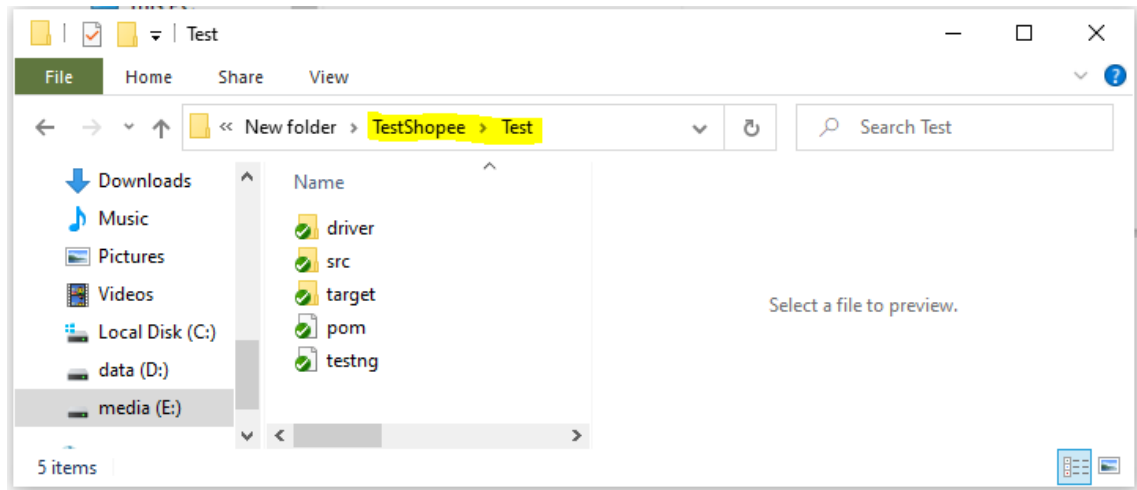 Test
File Home Share View
« New folder > TestShopee > Test
Search Test
Downloads
Music
Pictures
Videos
Local Disk (C:)
data (D:)
media (E:)
Name
driver
src
target
pom
testng
Select a file to preview.
5 items